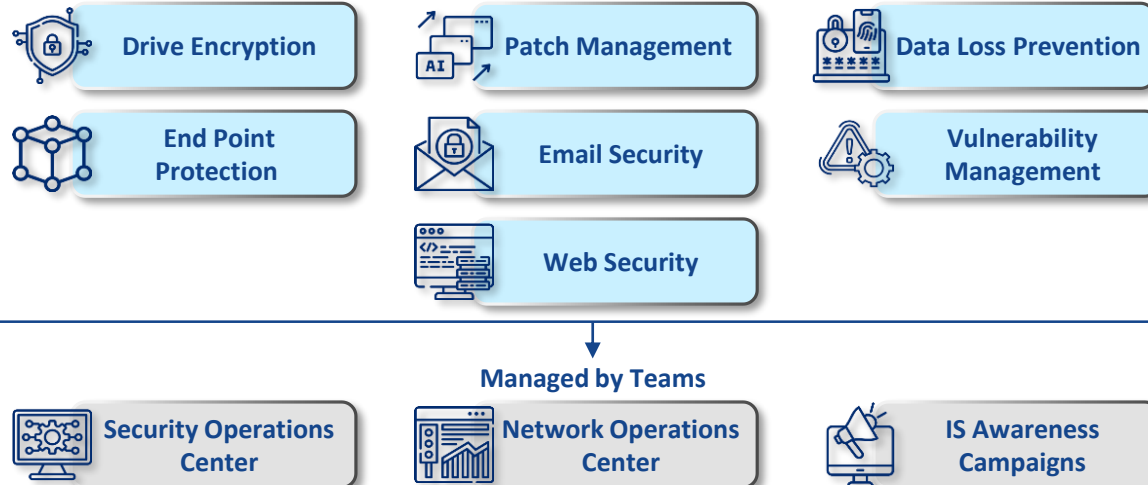 Drive Encryption
Patch Management
AI
Data Loss Prevention
*****
End Point
Protection
Email Security
Vulnerability
Management
</>
Web Security
Managed by Teams
Security Operations
Center
Network Operations
Center
IS Awareness
Campaigns